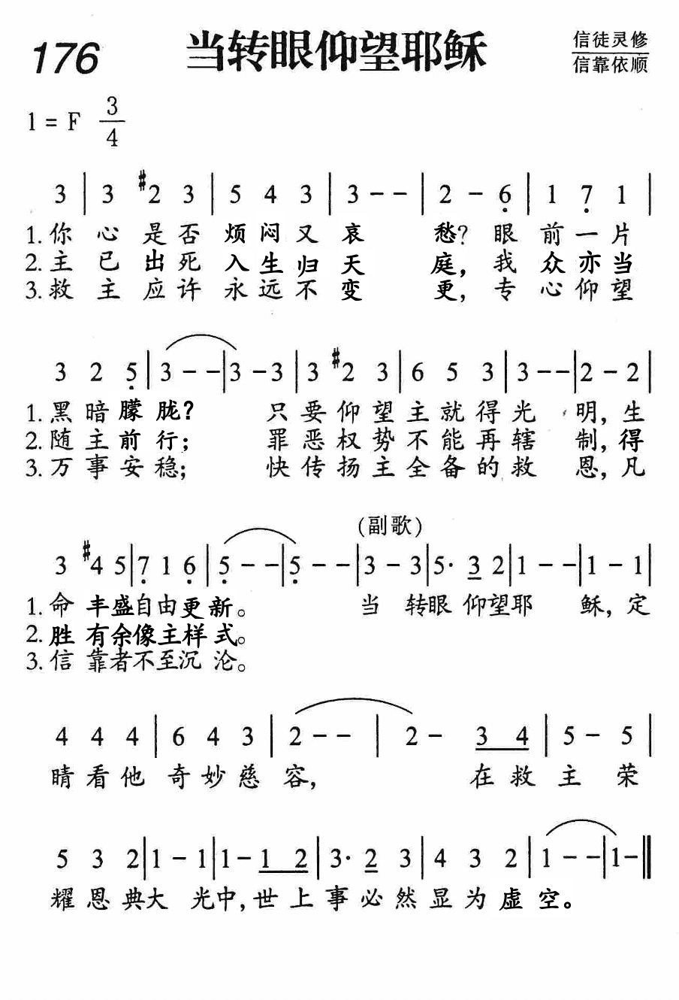 176
当转眼仰望耶稣
信徒灵修
信靠依顺
1 = F 3/4
3 | 3 #2 3 | 5 4 3 | 3 - - | 2 - 6̣ | 1 7̣ 1 |
1. 你心是否烦闷又哀愁？眼前一片
2. 主已出死入生归天庭，我众亦当
3. 救主应许永远不变更，专心仰望
3 2 5̣ | 3 - - | 3 - 3 | 3 #2 3 | 6 5 3 | 3 - - | 2 - 2 |
1. 黑暗朦胧？只要仰望主就得光明，生
2. 随主前行；罪恶权势不能再辖制，得
3. 万事安稳；快传扬主全备的救恩，凡
(副歌)
3 #4 5 | 7̣ 1 6̣ | 5̣ - - | 5̣ - - | 3 - 3 | 5· 3 2 | 1 - - | 1 - 1 |
1. 命丰盛自由更新。当转眼仰望耶稣，定
2. 胜有余像主样式。
3. 信靠者不至沉沦。
4 4 4 | 6 4 3 | 2 - - | 2 - 3 4 | 5 - 5 |
睛看他奇妙慈容，在救主荣
5 3 2 | 1 - 1 | 1 - 1 2 | 3· 2 3 | 4 3 2 | 1 - - | 1 - ‖
耀恩典大光中，世上事必然显为虚空。